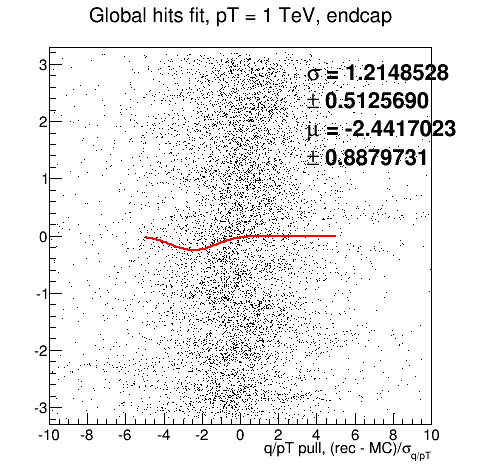 Global hits fit, pT = 1 TeV, endcap
σ = 1.2148528
± 0.5125690
μ = -2.4417023
± 0.8879731
3
2
1
0
-1
-2
-3
-10 -8 -6 -4 -2 0 2 4 6 8 10
q/pT pull, (rec - MC)/σq/pT